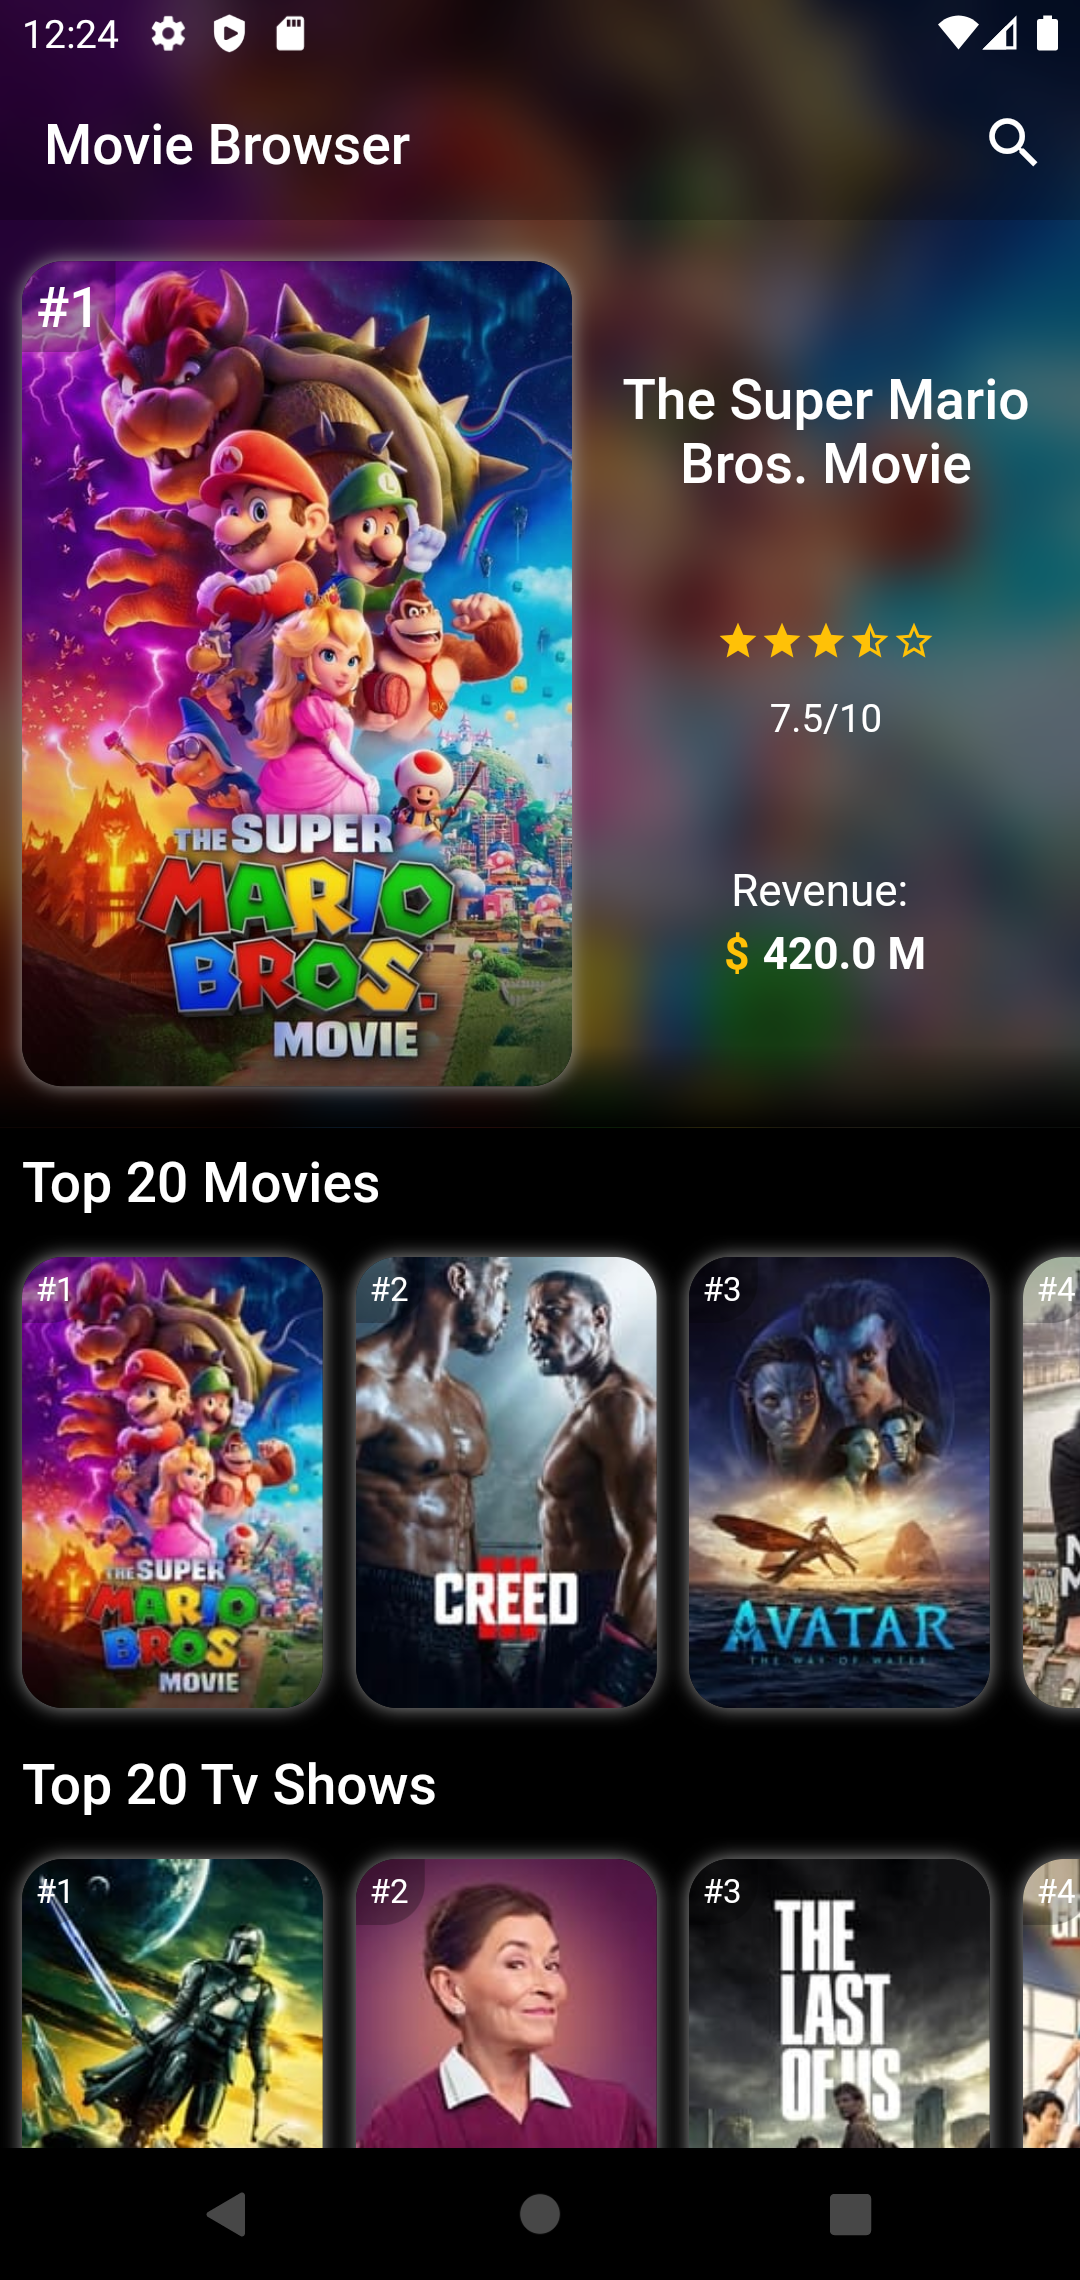 12:24
Movie Browser
#1
THE SUPER
MARIO
BROS.
MOVIE
The Super Mario
Bros. Movie
7.5/10
Revenue:
$ 420.0 M
Top 20 Movies
#1
THE SUPER
MARIO
BROS.
MOVIE
#2
CREED
III
#3
AVATAR
THE WAY OF WATER
#4
Top 20 Tv Shows
#1
#2
#3
THE
LAST
OF US
#4